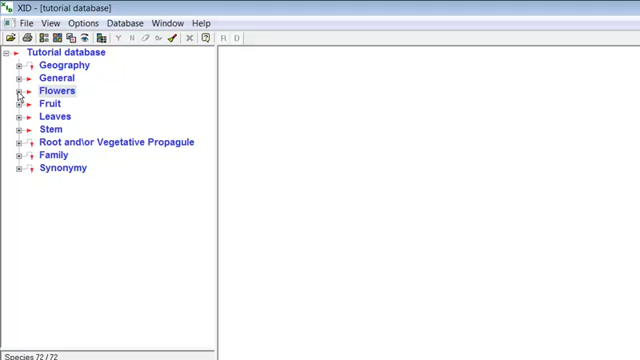 XID - [tutorial database]
File View Options Database Window Help
Y N R D
Tutorial database
Geography
General
Flowers
Fruit
Leaves
Stem
Root and\or Vegetative Propagule
Family
Synonymy
Species 72 / 72